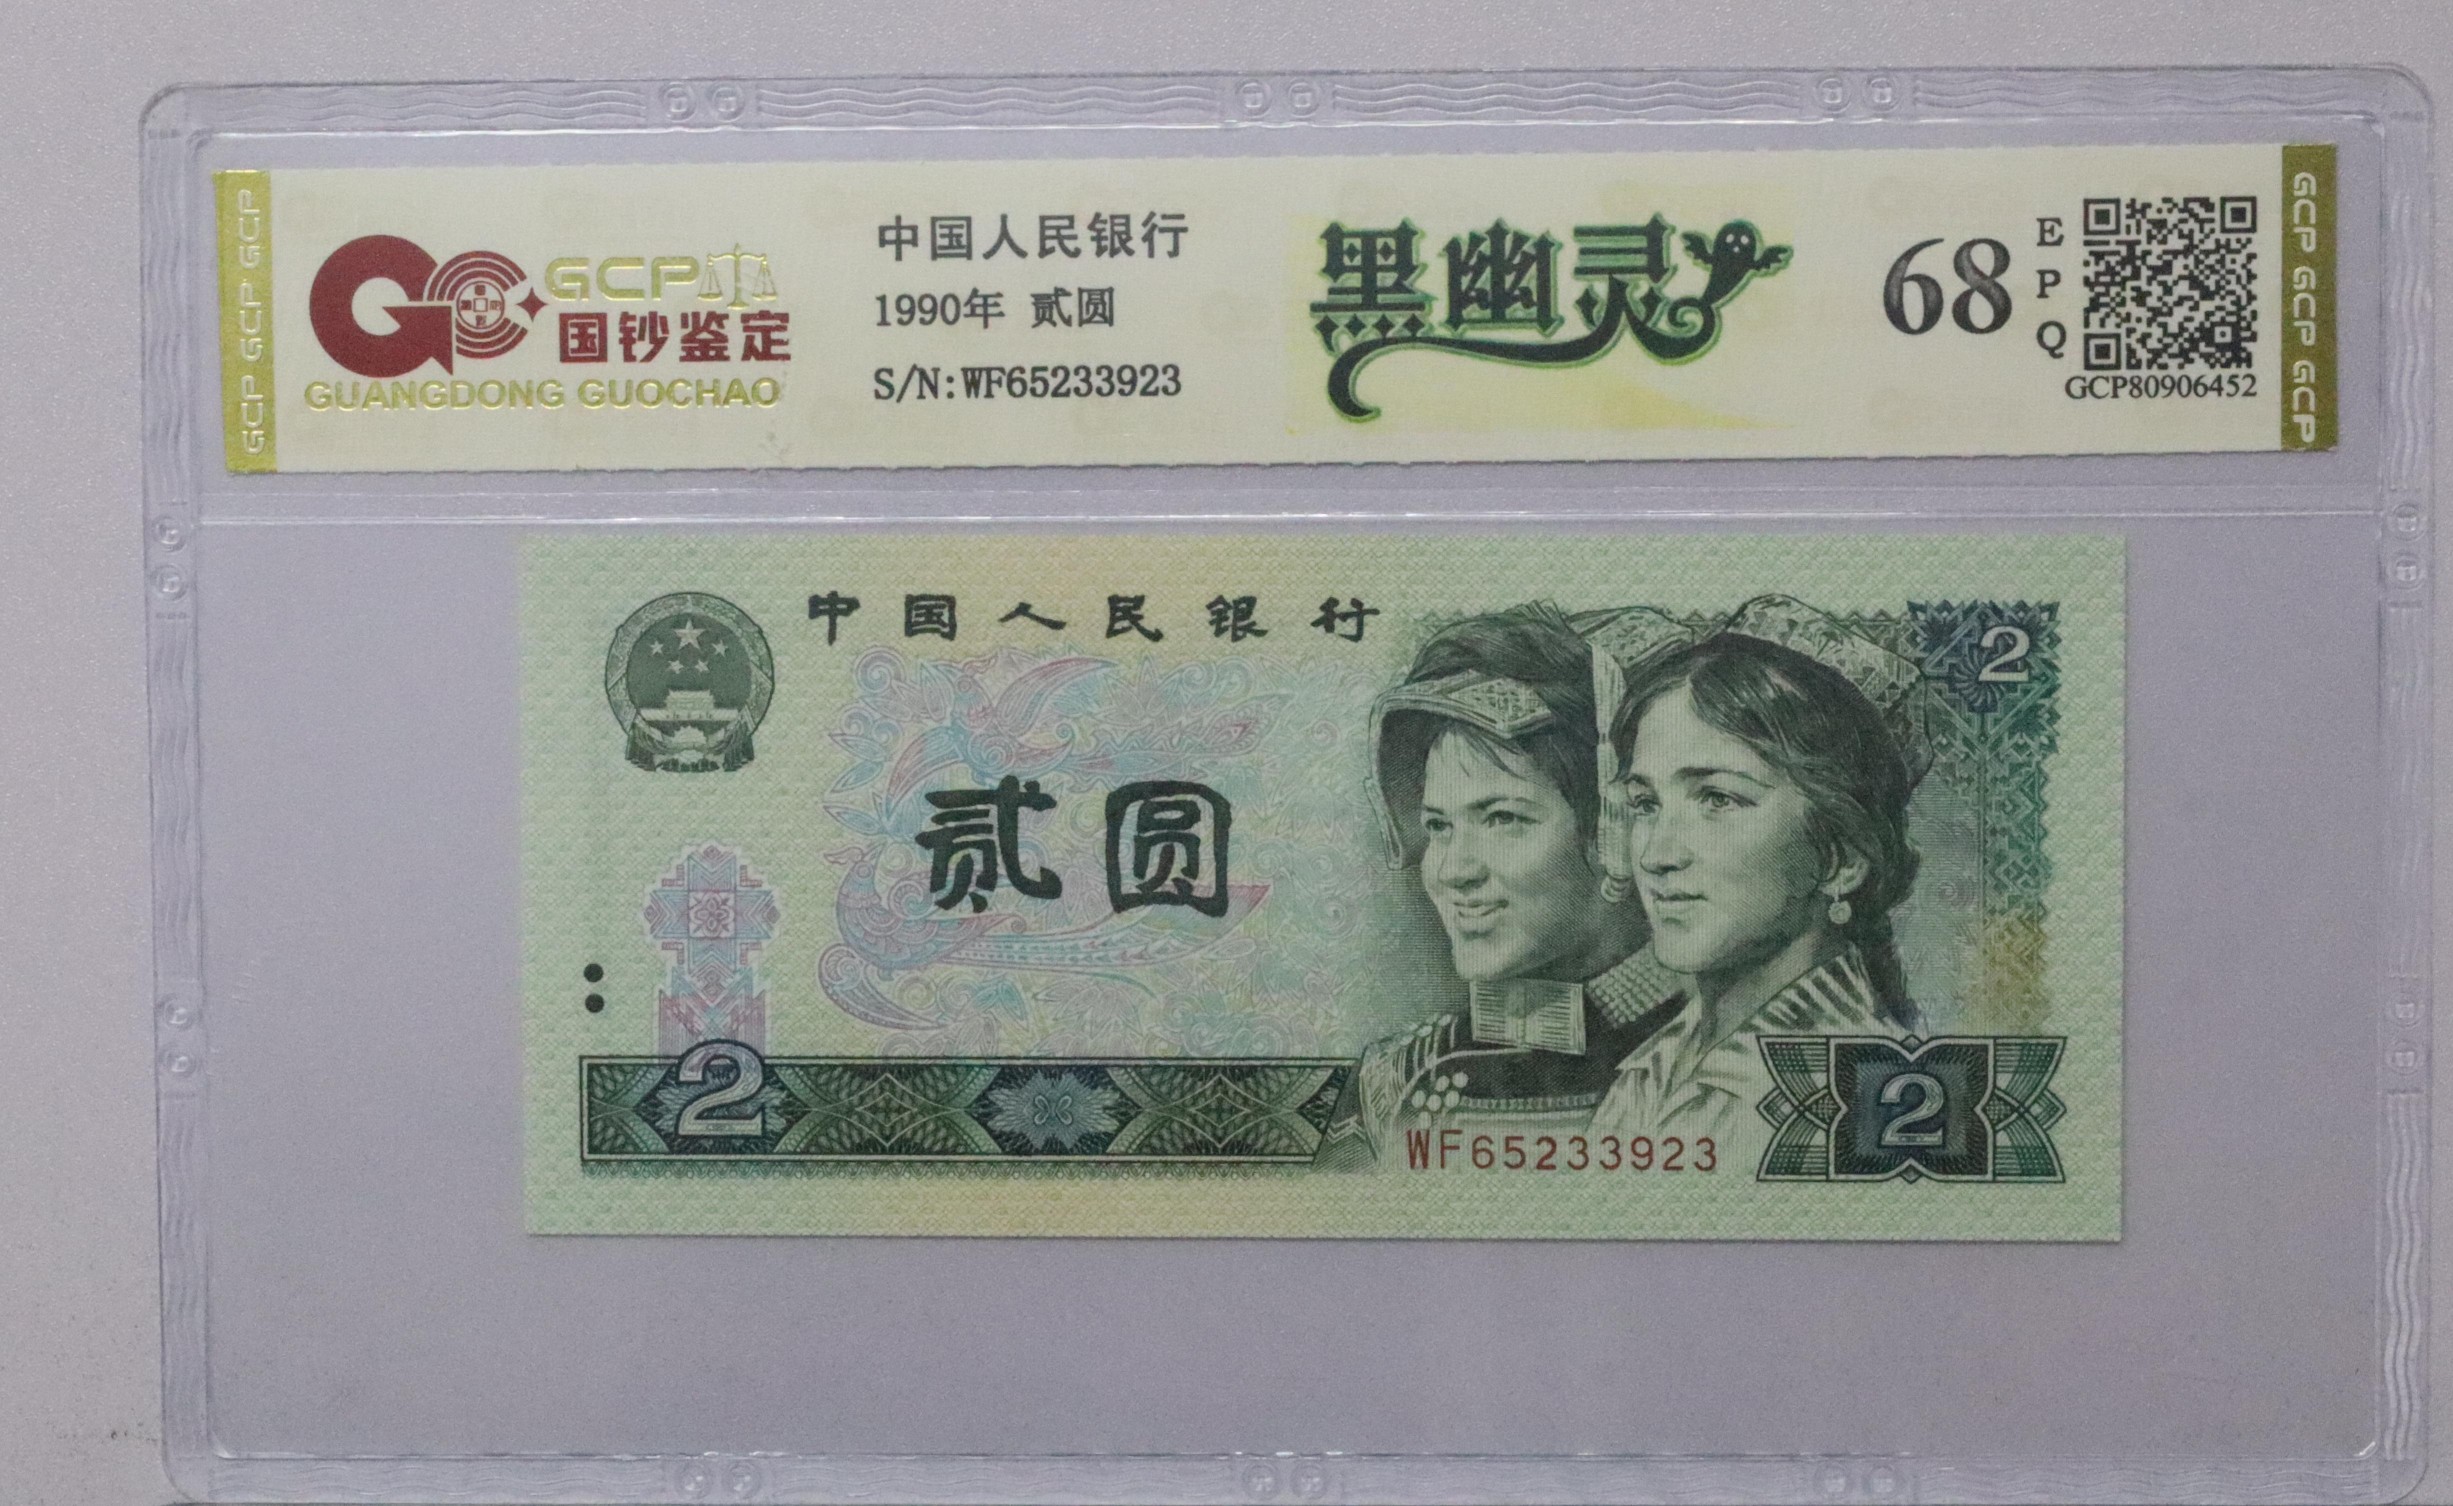 GCP GCP GCP
GCP
国钞鉴定
GUANGDONG GUOCHAO
中国人民银行
1990年 贰圆
S/N:WF65233923
黑幽灵
68
EPQ
GCP80906452
GCP GCP GCP
中国人民银行
2
贰圆
2
WF65233923
2